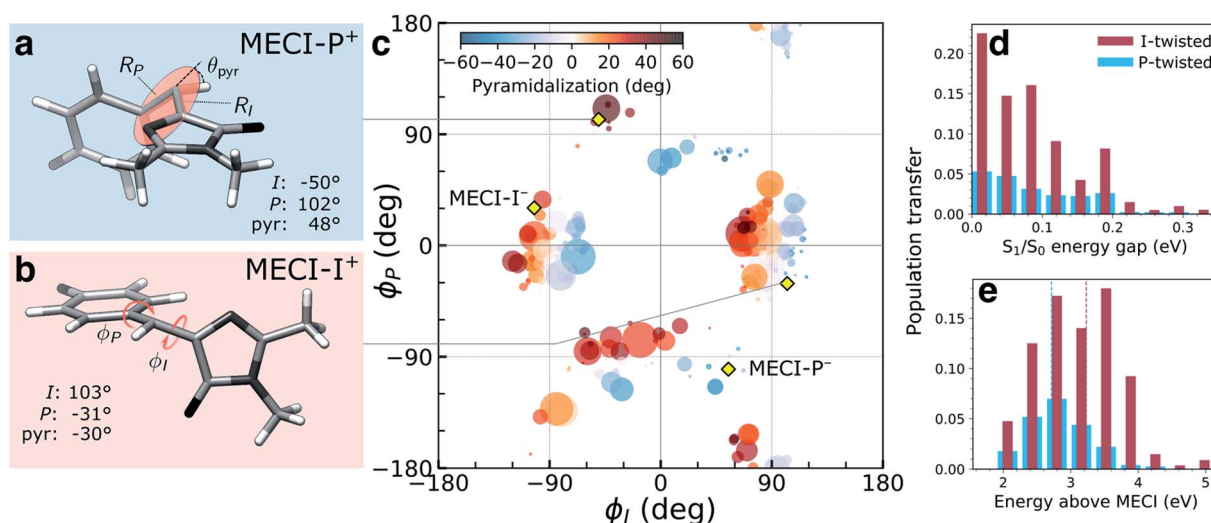 a
MECI-P+
R_P
θ_pyr
R_I
I: -50°
P: 102°
pyr: 48°
b
MECI-I+
ϕ_P
ϕ_I
I: 103°
P: -31°
pyr: -30°
c
180
90
0
−90
−180
ϕ_P (deg)
−60 −40 −20 0 20 40 60
Pyramidalization (deg)
MECI-I⁻
MECI-P⁻
−180 −90 0 90 180
ϕ_I (deg)
Population transfer
d
I-twisted
P-twisted
0.20
0.15
0.10
0.05
0.00
0.0 0.1 0.2 0.3
S₁/S₀ energy gap (eV)
e
0.15
0.10
0.05
0.00
2 3 4 5
Energy above MECI (eV)